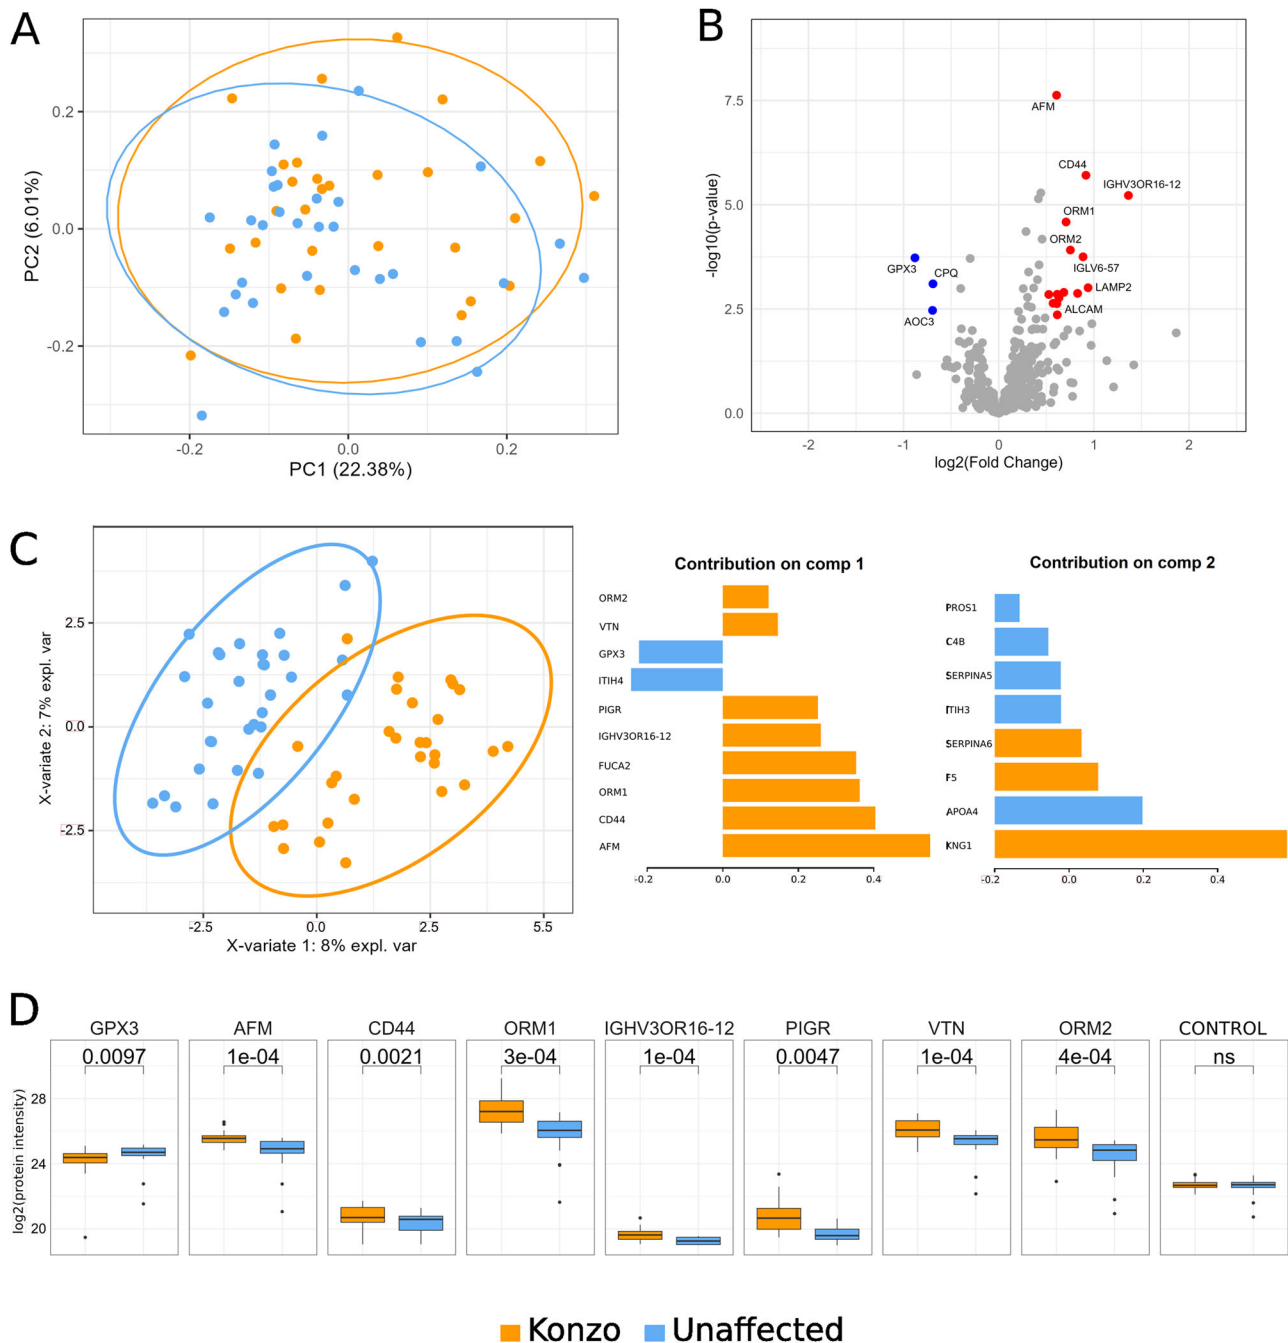 A
0.2
0.0
-0.2
PC2 (6.01%)
-0.2
0.0
0.2
PC1 (22.38%)
B
7.5
5.0
2.5
0.0
-log10(p-value)
AFM
CD44
IGHV3OR16-12
ORM1
ORM2
IGLV6-57
LAMP2
ALCAM
GPX3
CPQ
AOC3
-2
-1
0
1
2
log2(Fold Change)
C
2.5
0.0
-2.5
X-variate 2: 7% expl. var
-2.5
0.0
2.5
5.5
X-variate 1: 8% expl. var
Contribution on comp 1
ORM2
VTN
GPX3
ITIH4
PIGR
IGHV3OR16-12
FUCA2
ORM1
CD44
AFM
-0.2
0.0
0.2
0.4
Contribution on comp 2
PROS1
C4B
SERPINA5
ITIH3
SERPINA6
F5
APOA4
KNG1
-0.2
0.0
0.2
0.4
D
GPX3
AFM
CD44
ORM1
IGHV3OR16-12
PIGR
VTN
ORM2
CONTROL
0.0097
1e-04
0.0021
3e-04
1e-04
0.0047
1e-04
4e-04
ns
28
24
20
log2(protein intensity)
Konzo
Unaffected